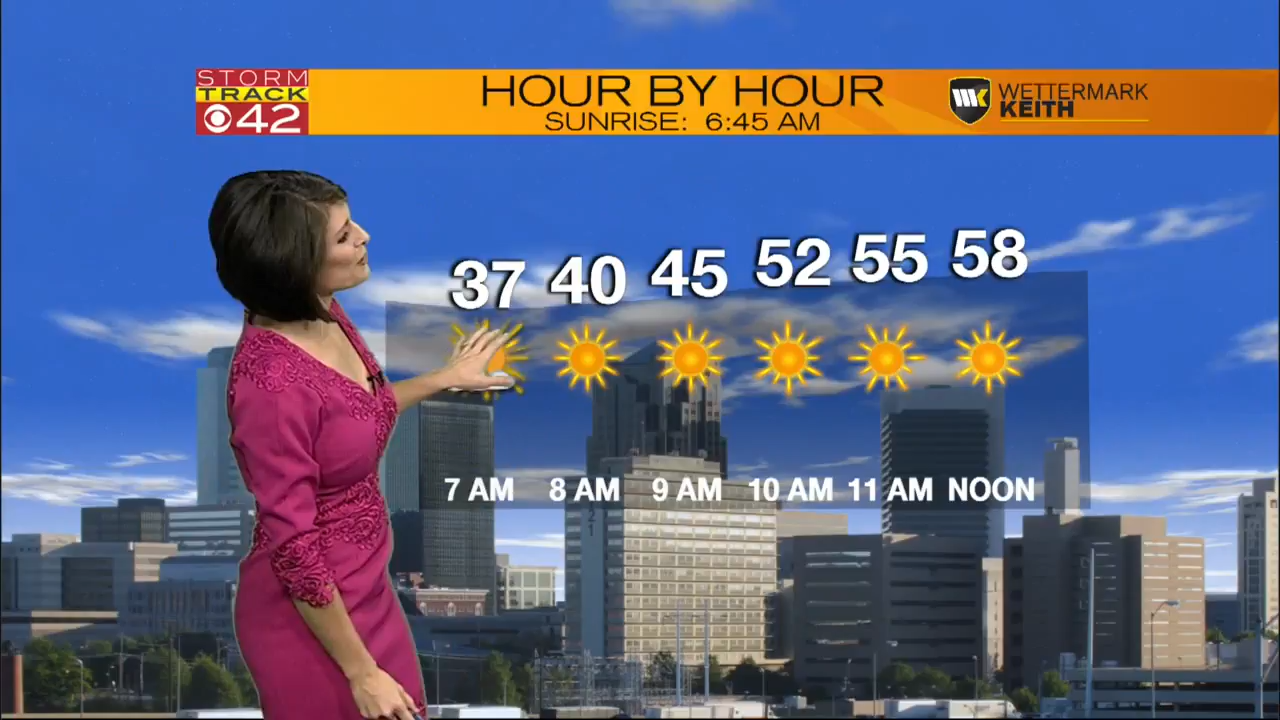 STORM
TRACK
42
HOUR BY HOUR
SUNRISE: 6:45 AM
WETTERMARK
KEITH
37 40 45 52 55 58
7 AM 8 AM 9 AM 10 AM 11 AM NOON